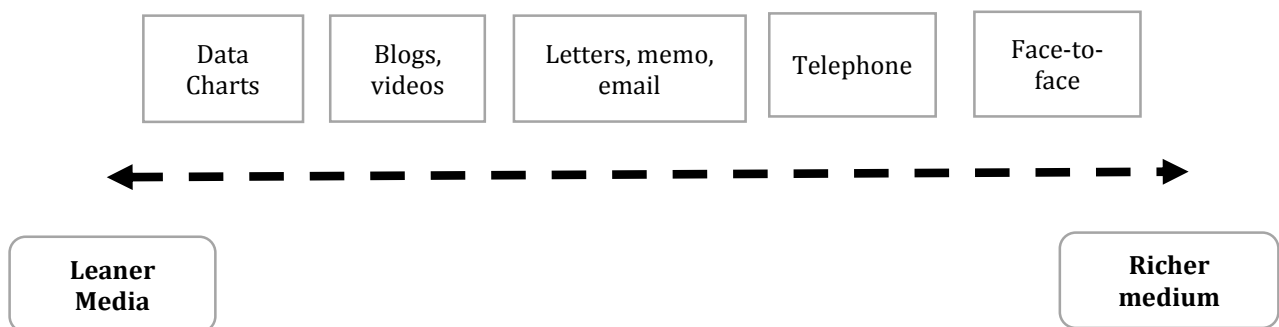 Data
Charts
Blogs,
videos
Letters, memo,
email
Telephone
Face-to-
face
Leaner
Media
Richer
medium